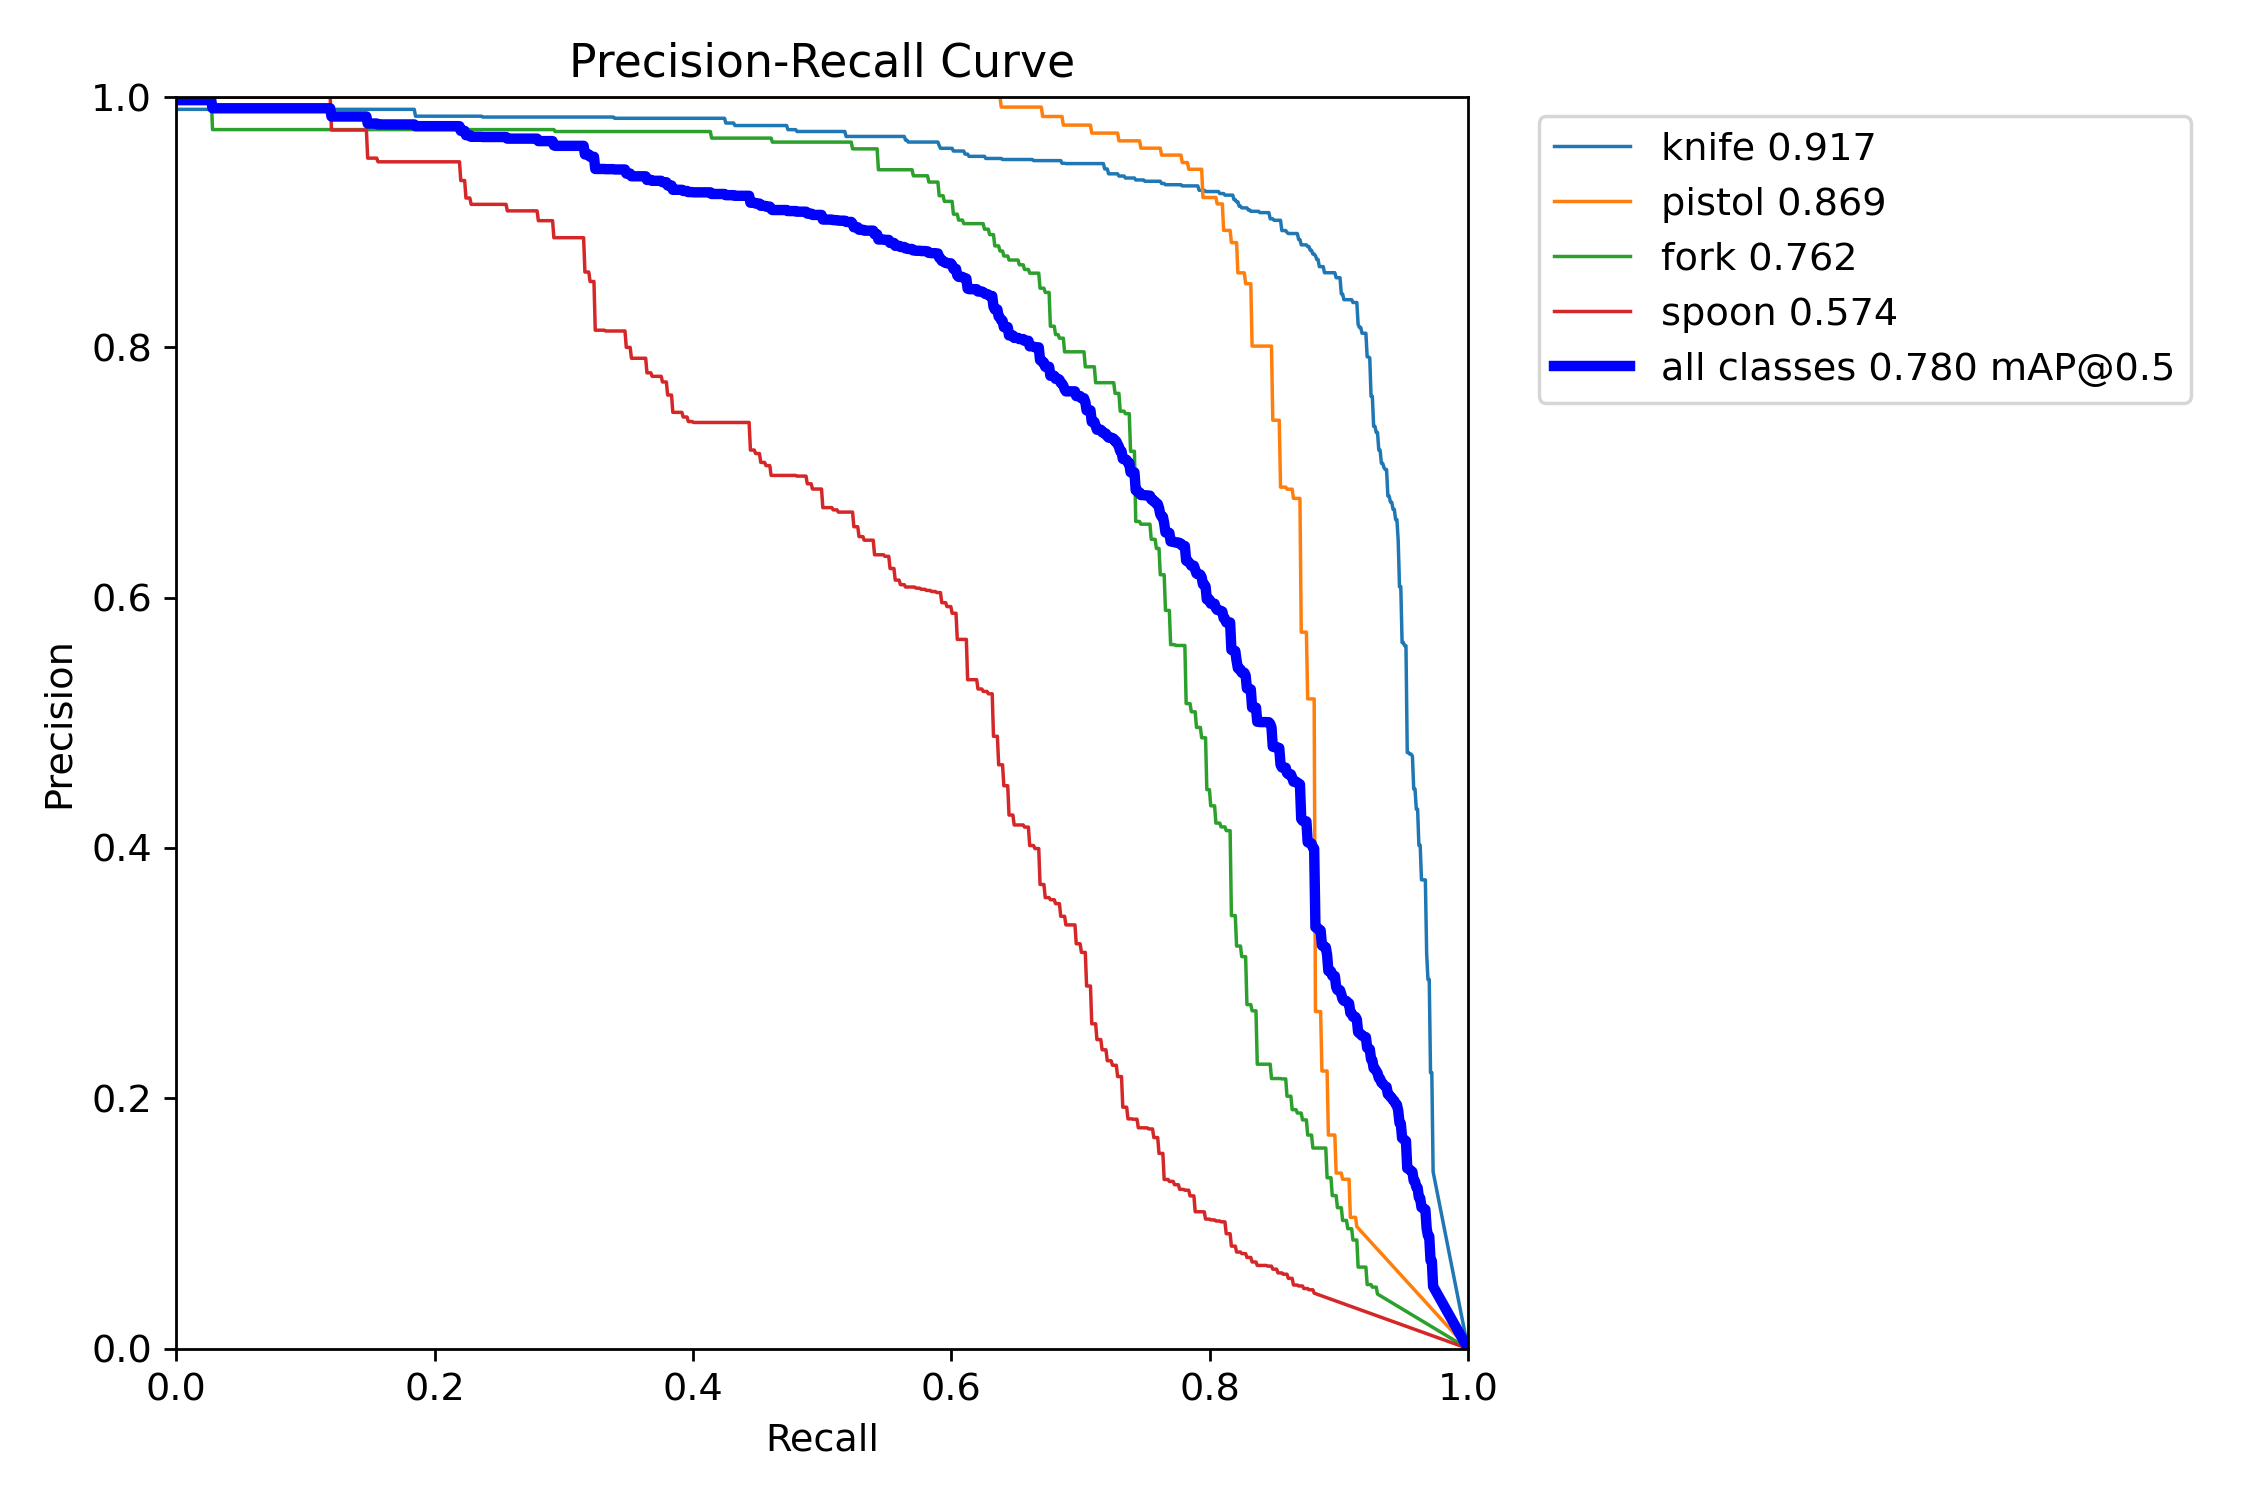 Precision-Recall Curve
1.0
0.8
0.6
0.4
0.2
0.0
Precision
0.0 0.2 0.4 0.6 0.8 1.0
Recall
knife 0.917
pistol 0.869
fork 0.762
spoon 0.574
all classes 0.780 mAP@0.5